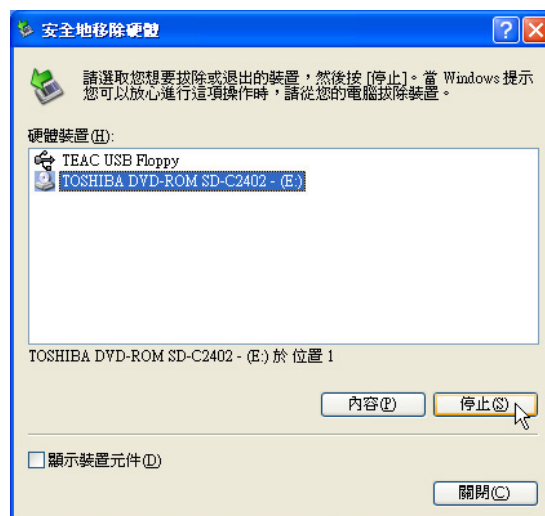 安全地移除硬體
請選取您想要拔除或退出的裝置，然後按 [停止]。當 Windows 提示
您可以放心進行這項操作時，請從您的電腦拔除裝置。
硬體裝置(H):
TEAC USB Floppy
TOSHIBA DVD-ROM SD-C2402 - (E:)
TOSHIBA DVD-ROM SD-C2402 - (E:) 於 位置 1
內容(P)
停止(S)
顯示裝置元件(D)
關閉(C)